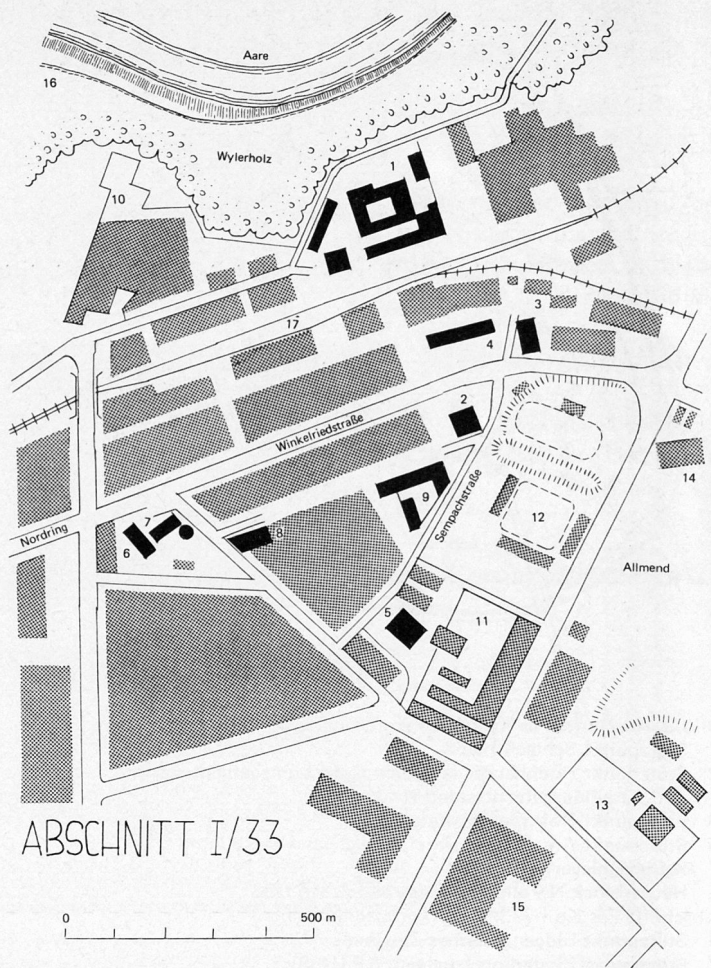 Aare
16
Wylerholz
1
10
3
17
4
2
Winkelriedstraße
9
Sempachstraße
14
12
Nordring
7
8
6
Allmend
5
11
13
ABSCHNITT I/33
15
0
500 m